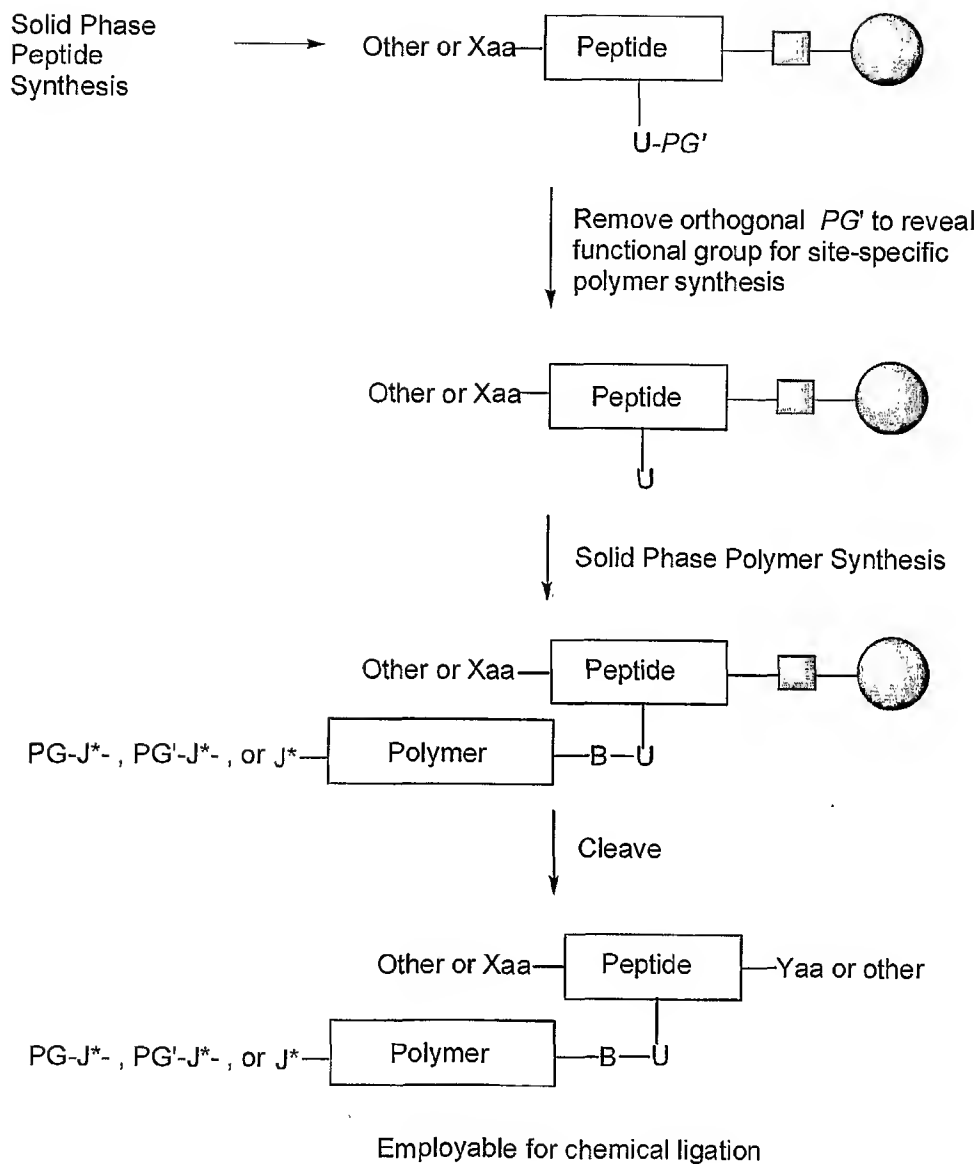 Solid Phase
Peptide
Synthesis
Other or Xaa
Peptide
U-PG'
Remove orthogonal PG' to reveal
functional group for site-specific
polymer synthesis
Other or Xaa
Peptide
U
Solid Phase Polymer Synthesis
Other or Xaa
Peptide
PG-J*- , PG'-J*- , or J*
Polymer
B
U
Cleave
Other or Xaa
Peptide
Yaa or other
PG-J*- , PG'-J*- , or J*
Polymer
B
U
Employable for chemical ligation